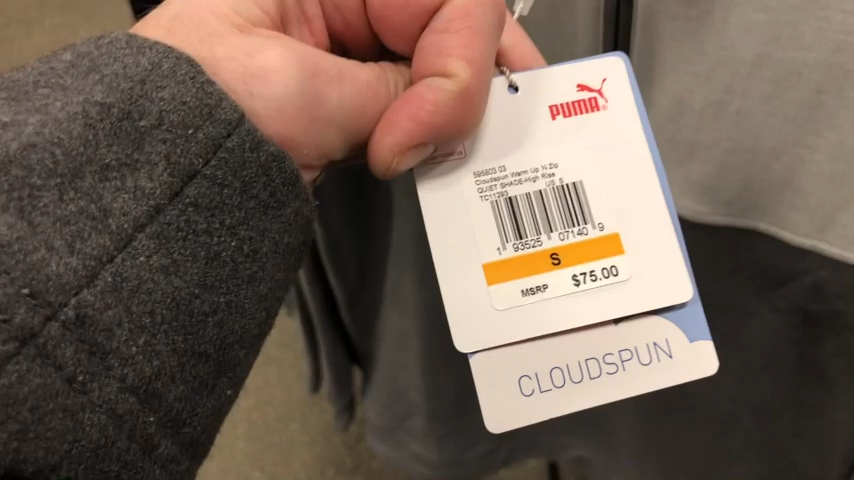 PUMA
595803 03
Cloudspun Warm Up ¼ Zip
QUIET SHADE-High Rise
TC11293 US S
1 93525 07140 9
S
MSRP $75.00
CLOUDSPUN